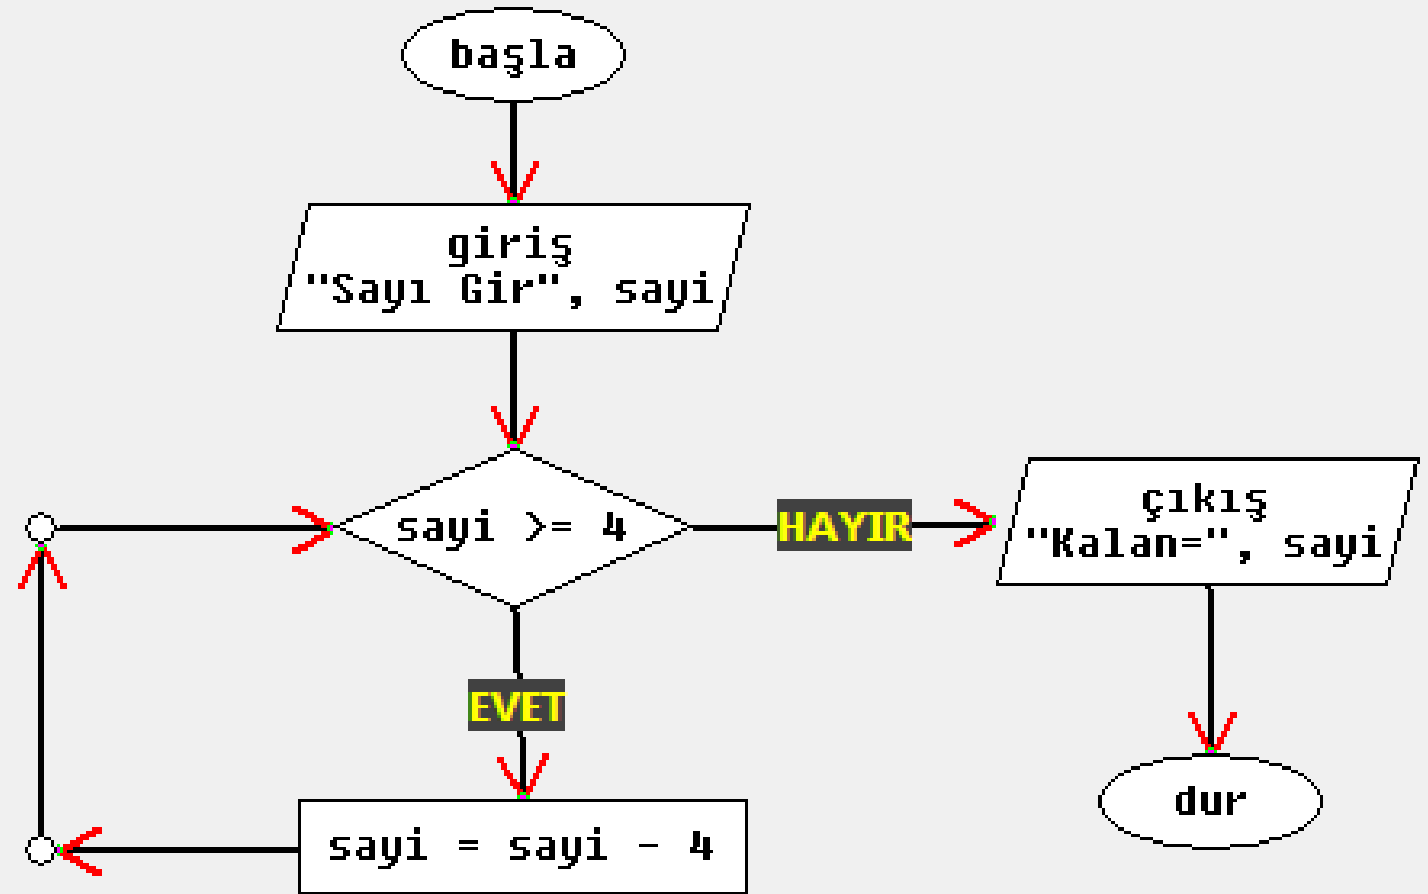 başla
giriş
"Sayı Gir", sayi
sayi >= 4
HAYIR
çıkış
"Kalan=", sayi
EVET
dur
sayi = sayi - 4